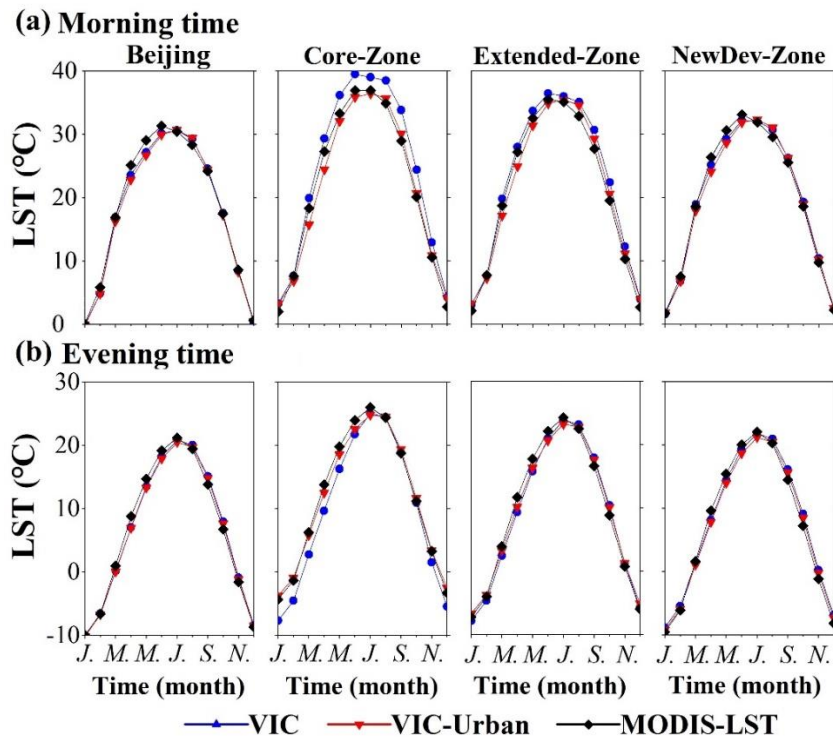 (a) Morning time
Beijing
Core-Zone
Extended-Zone
NewDev-Zone
LST (℃)
40
30
20
10
0
(b) Evening time
LST (℃)
30
20
10
0
-10
J. M. M. J. S. N.
J. M. M. J. S. N.
J. M. M. J. S. N.
J. M. M. J. S. N.
Time (month)
Time (month)
Time (month)
Time (month)
VIC
VIC-Urban
MODIS-LST